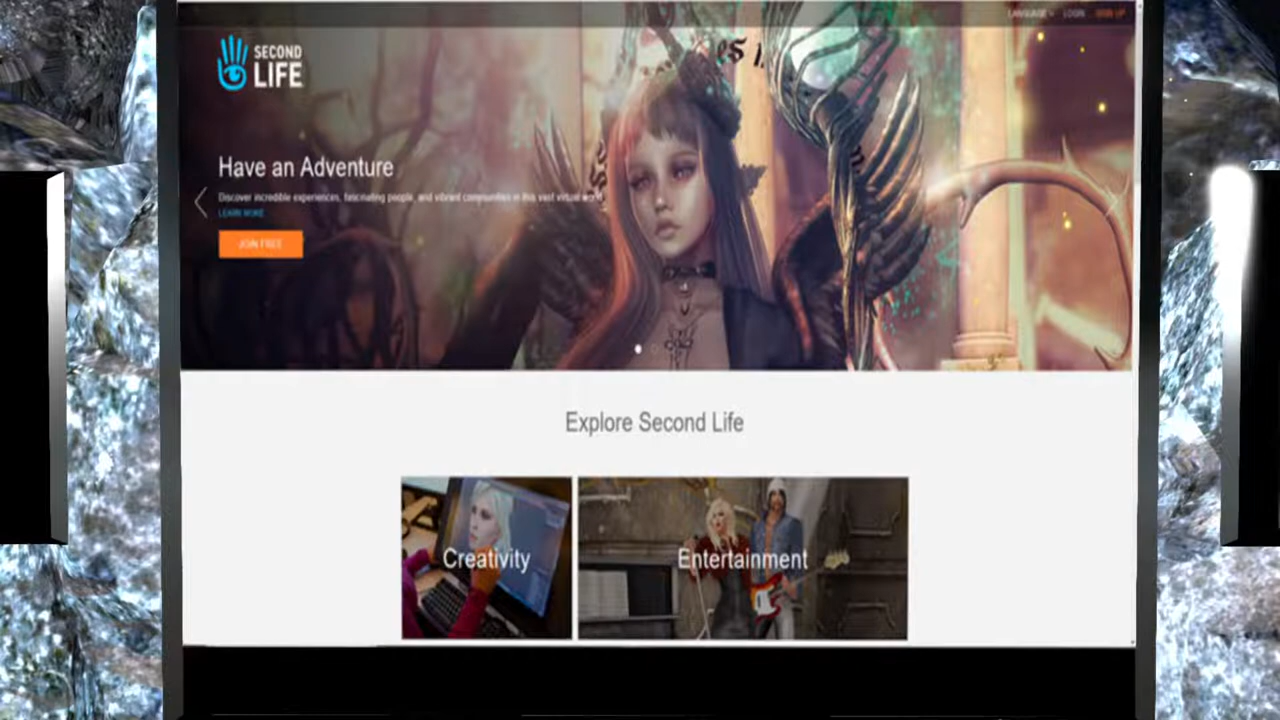 LANGUAGE LOGIN SIGN UP
SECOND
LIFE
Have an Adventure
Discover incredible experiences, fascinating people, and vibrant communities in this vast virtual world.
LEARN MORE
JOIN FREE
Explore Second Life
Creativity
Entertainment